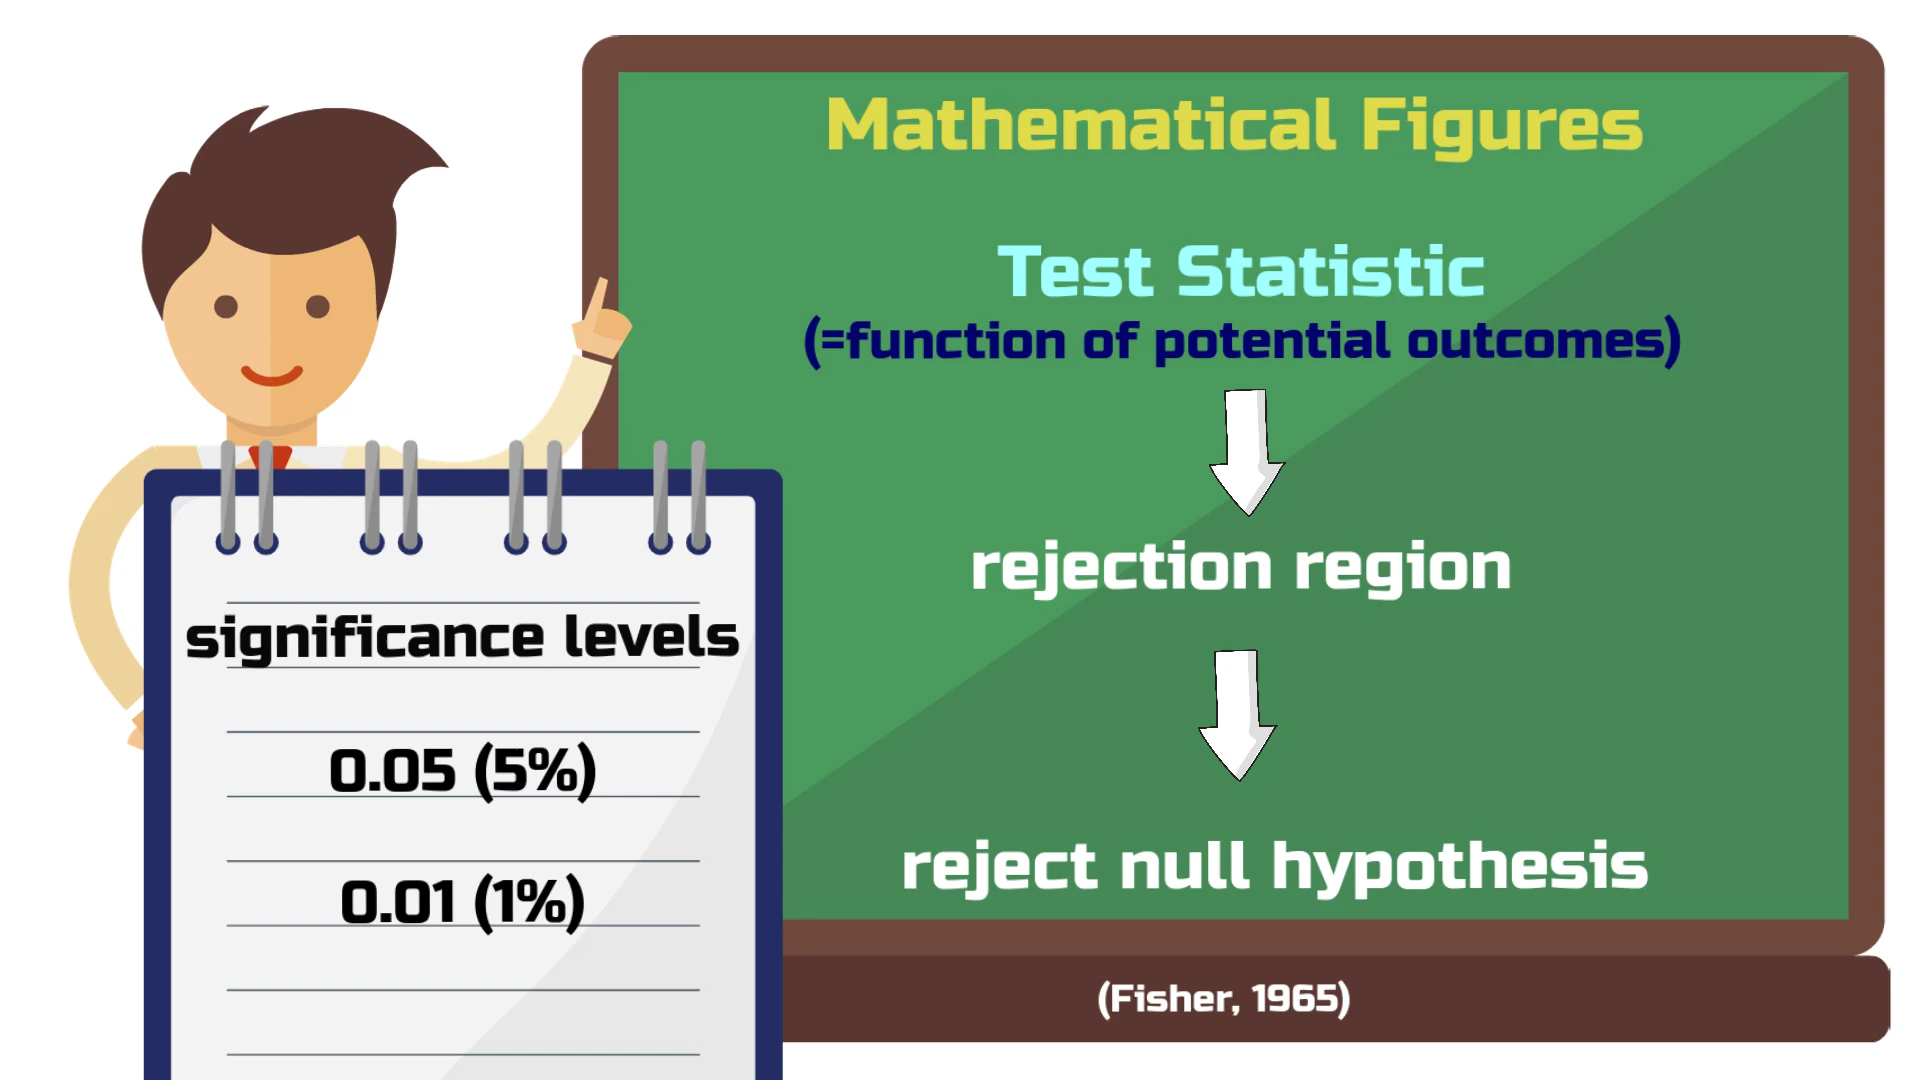 Mathematical Figures
Test Statistic
(=function of potential outcomes)
rejection region
reject null hypothesis
(Fisher, 1965)
significance levels
0.05 (5%)
0.01 (1%)